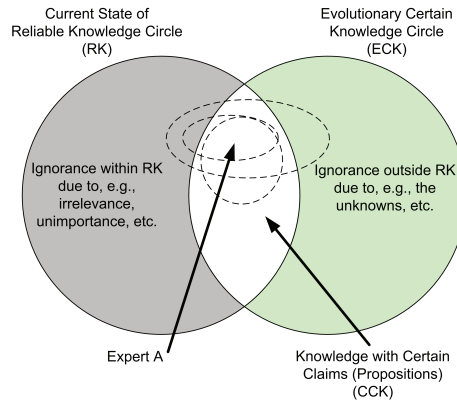 Current State of
Reliable Knowledge Circle
(RK)
Evolutionary Certain
Knowledge Circle
(ECK)
Ignorance within RK
due to, e.g.,
irrelevance,
unimportance, etc.
Ignorance outside RK
due to, e.g., the
unknowns, etc.
Expert A
Knowledge with Certain
Claims (Propositions)
(CCK)